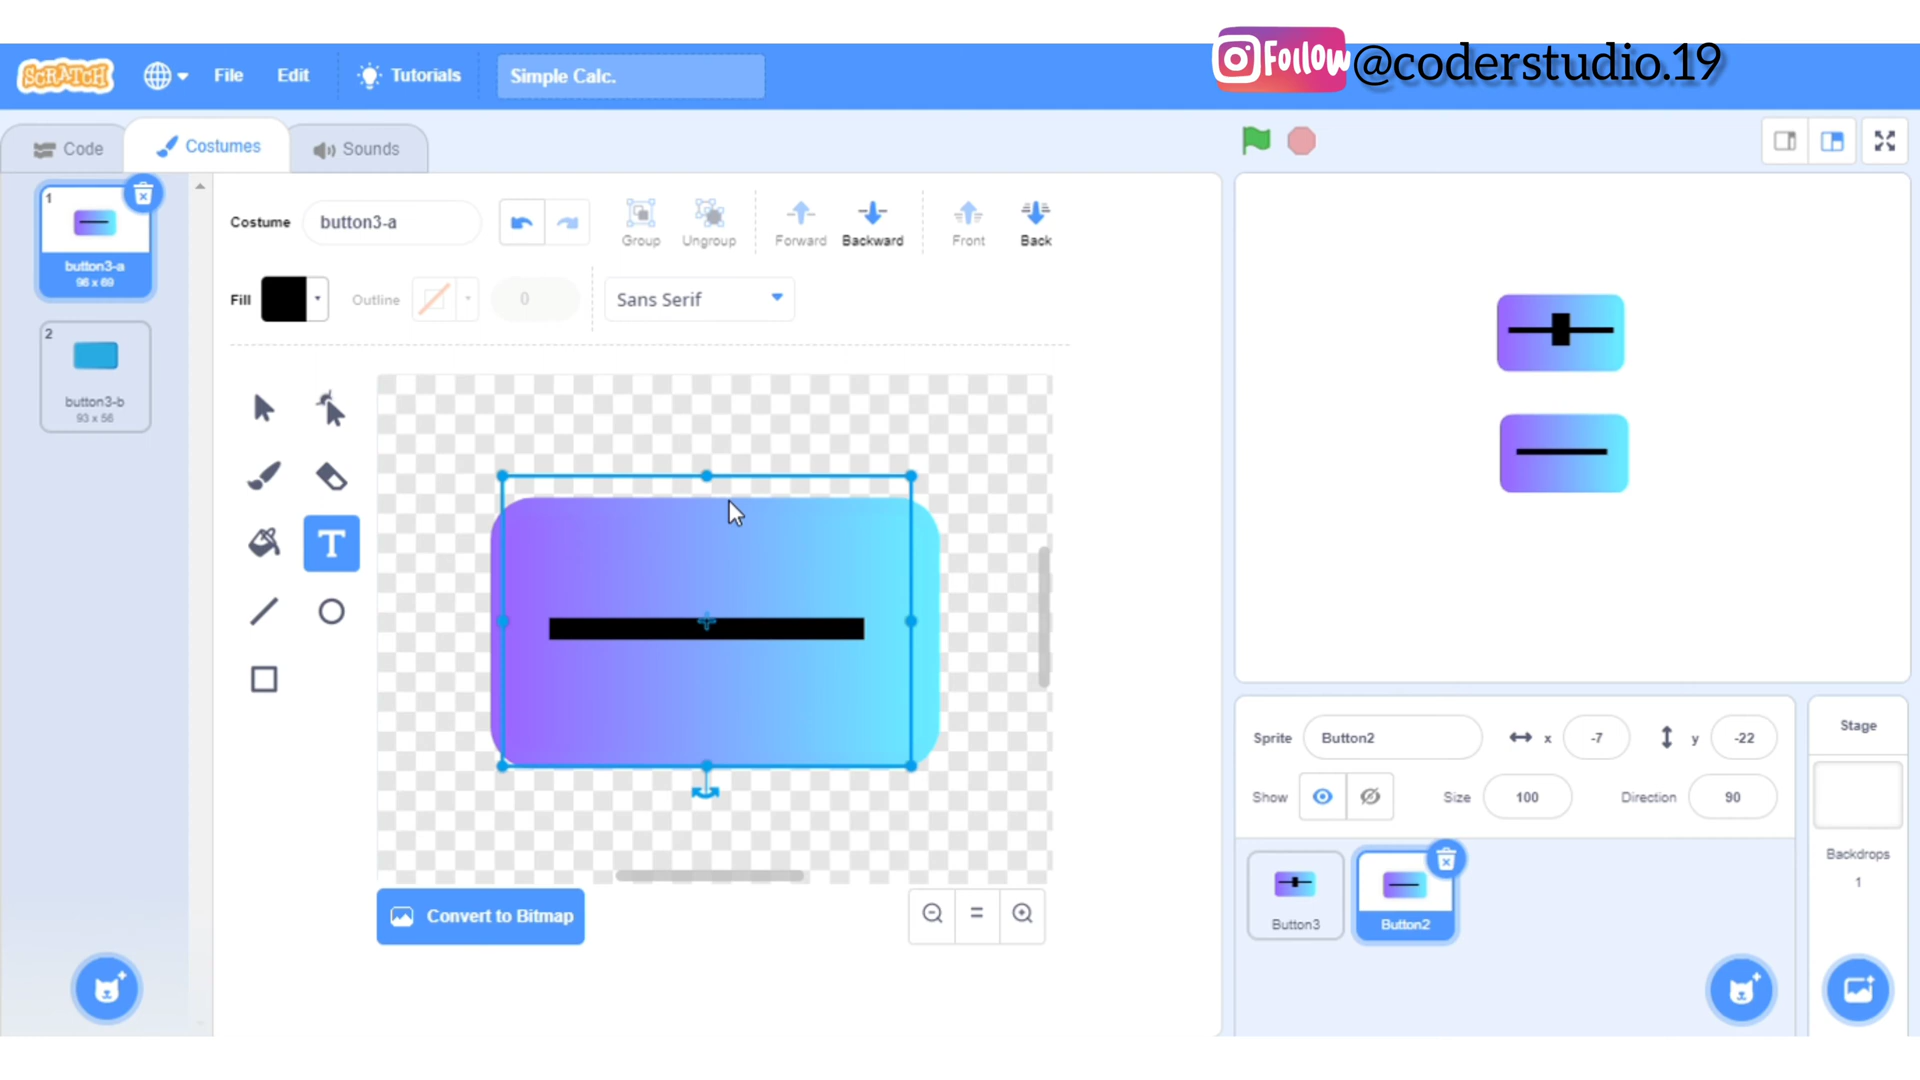 Follow @coderstudio.19
SCRATCH File Edit Tutorials Simple Calc.
Code Costumes Sounds
1
button3-a
96 x 69
2
button3-b
93 x 56
Costume button3-a
Group Ungroup Forward Backward Front Back
Fill Outline 0 Sans Serif
T
Convert to Bitmap
Sprite Button2 x -7 y -22
Show Size 100 Direction 90
Button3
Button2
Stage
Backdrops
1